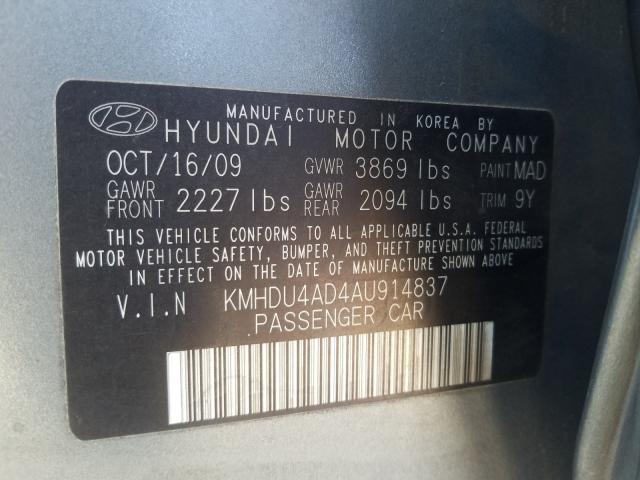 MANUFACTURED IN KOREA BY
HYUNDAI MOTOR COMPANY
OCT/16/09 GVWR 3869 lbs PAINT MAD
GAWR FRONT 2227 lbs GAWR REAR 2094 lbs TRIM 9Y
THIS VEHICLE CONFORMS TO ALL APPLICABLE U.S.A. FEDERAL
MOTOR VEHICLE SAFETY, BUMPER, AND THEFT PREVENTION STANDARDS
IN EFFECT ON THE DATE OF MANUFACTURE SHOWN ABOVE
V.I.N KMHDU4AD4AU914837
PASSENGER CAR